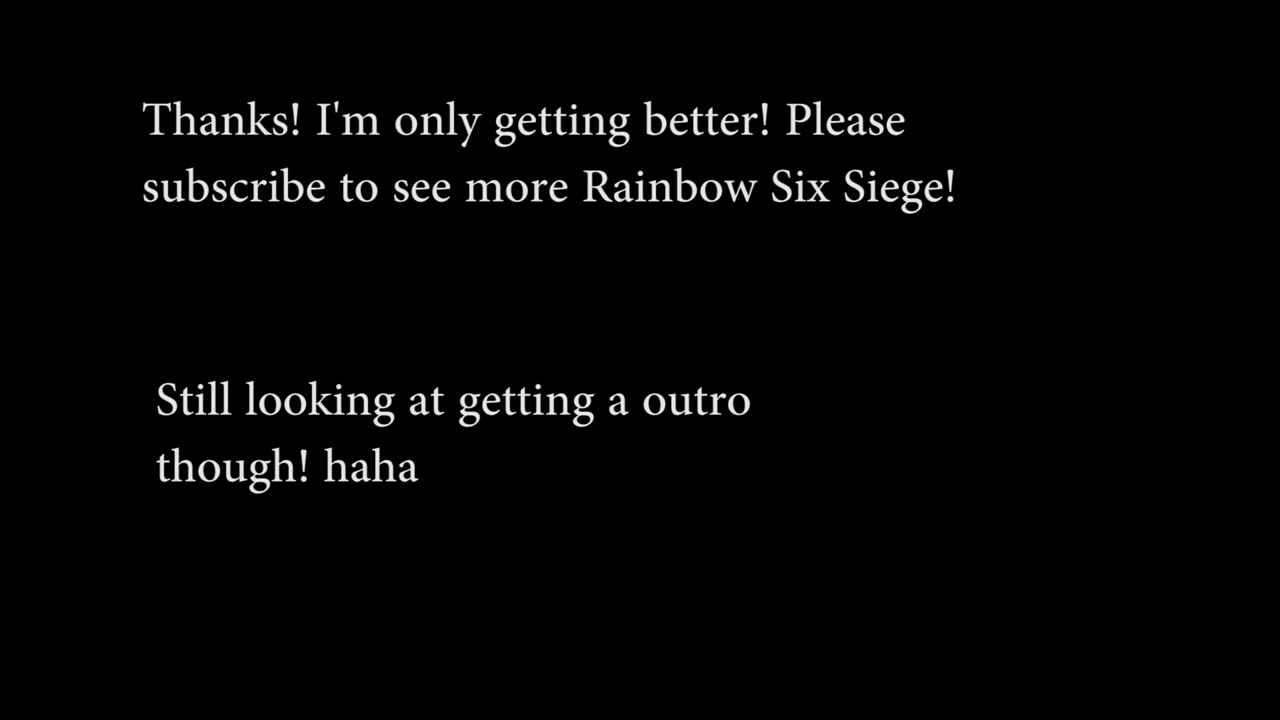 Thanks! I'm only getting better! Please
subscribe to see more Rainbow Six Siege!
Still looking at getting a outro
though! haha